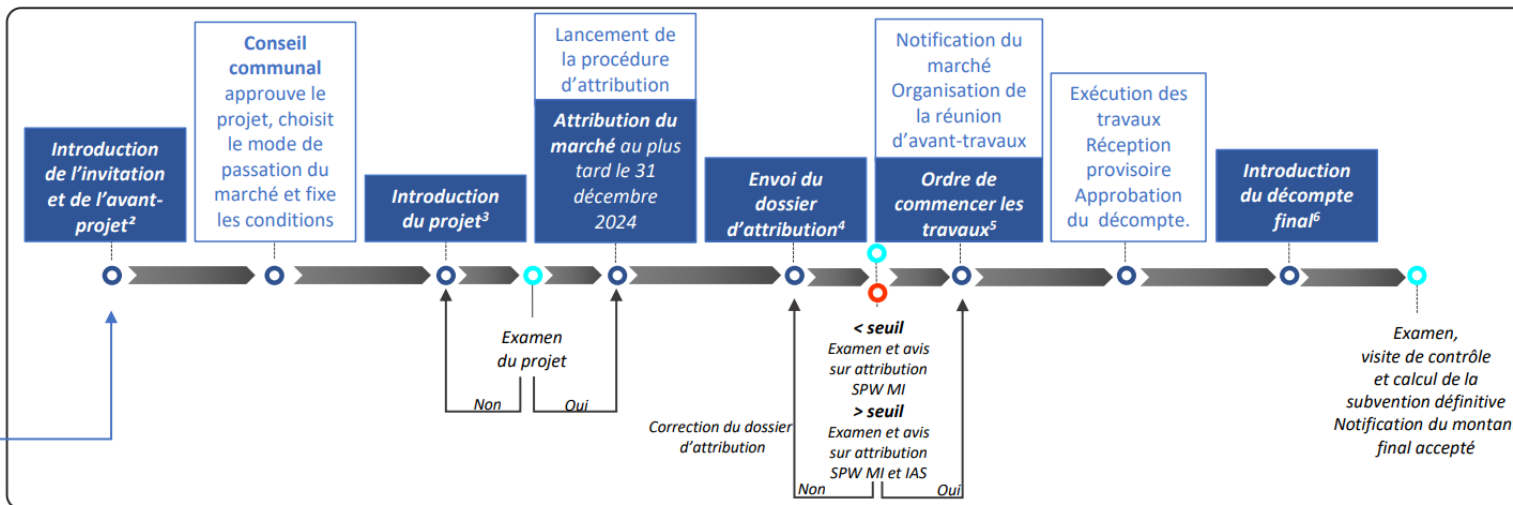 Introduction
de l'invitation
et de l'avant-
projet²
Conseil
communal
approuve le
projet, choisit
le mode de
passation du
marché et fixe
les conditions
Introduction
du projet³
Lancement de
la procédure
d'attribution
Attribution du
marché au plus
tard le 31
décembre
2024
Envoi du
dossier
d'attribution⁴
Notification du
marché
Organisation de
la réunion
d'avant-travaux
Ordre de
commencer les
travaux⁵
Exécution des
travaux
Réception
provisoire
Approbation
du décompte.
Introduction
du décompte
final⁶
Examen
du projet
Non
Oui
Correction du dossier
d'attribution
< seuil
Examen et avis
sur attribution
SPW MI
> seuil
Examen et avis
sur attribution
SPW MI et IAS
Non
Oui
Examen,
visite de contrôle
et calcul de la
subvention définitive
Notification du montan
final accepté